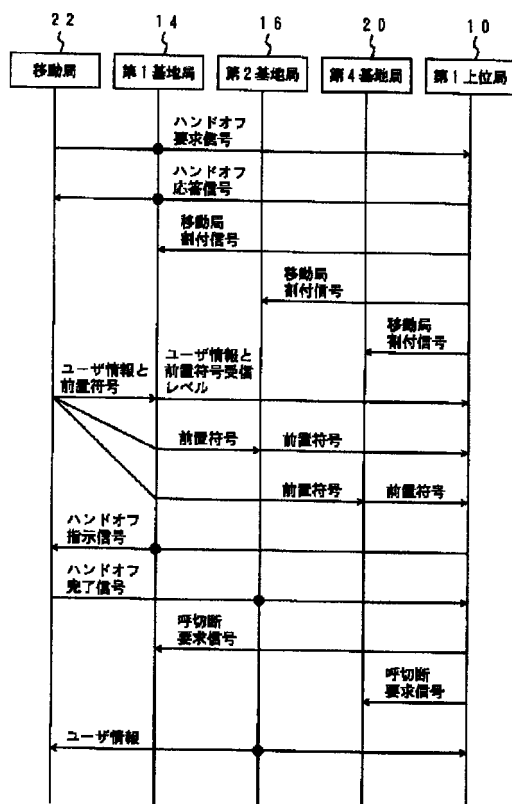 22 14 16 20 10
移動局 第1基地局 第2基地局 第4基地局 第1上位局
ハンドオフ
要求信号
ハンドオフ
応答信号
移動局
割付信号
移動局
割付信号
移動局
割付信号
ユーザ情報と
前置符号
ユーザ情報と
前置符号受信
レベル
前置符号 前置符号
前置符号 前置符号
ハンドオフ
指示信号
ハンドオフ
完了信号
呼切断
要求信号
呼切断
要求信号
ユーザ情報